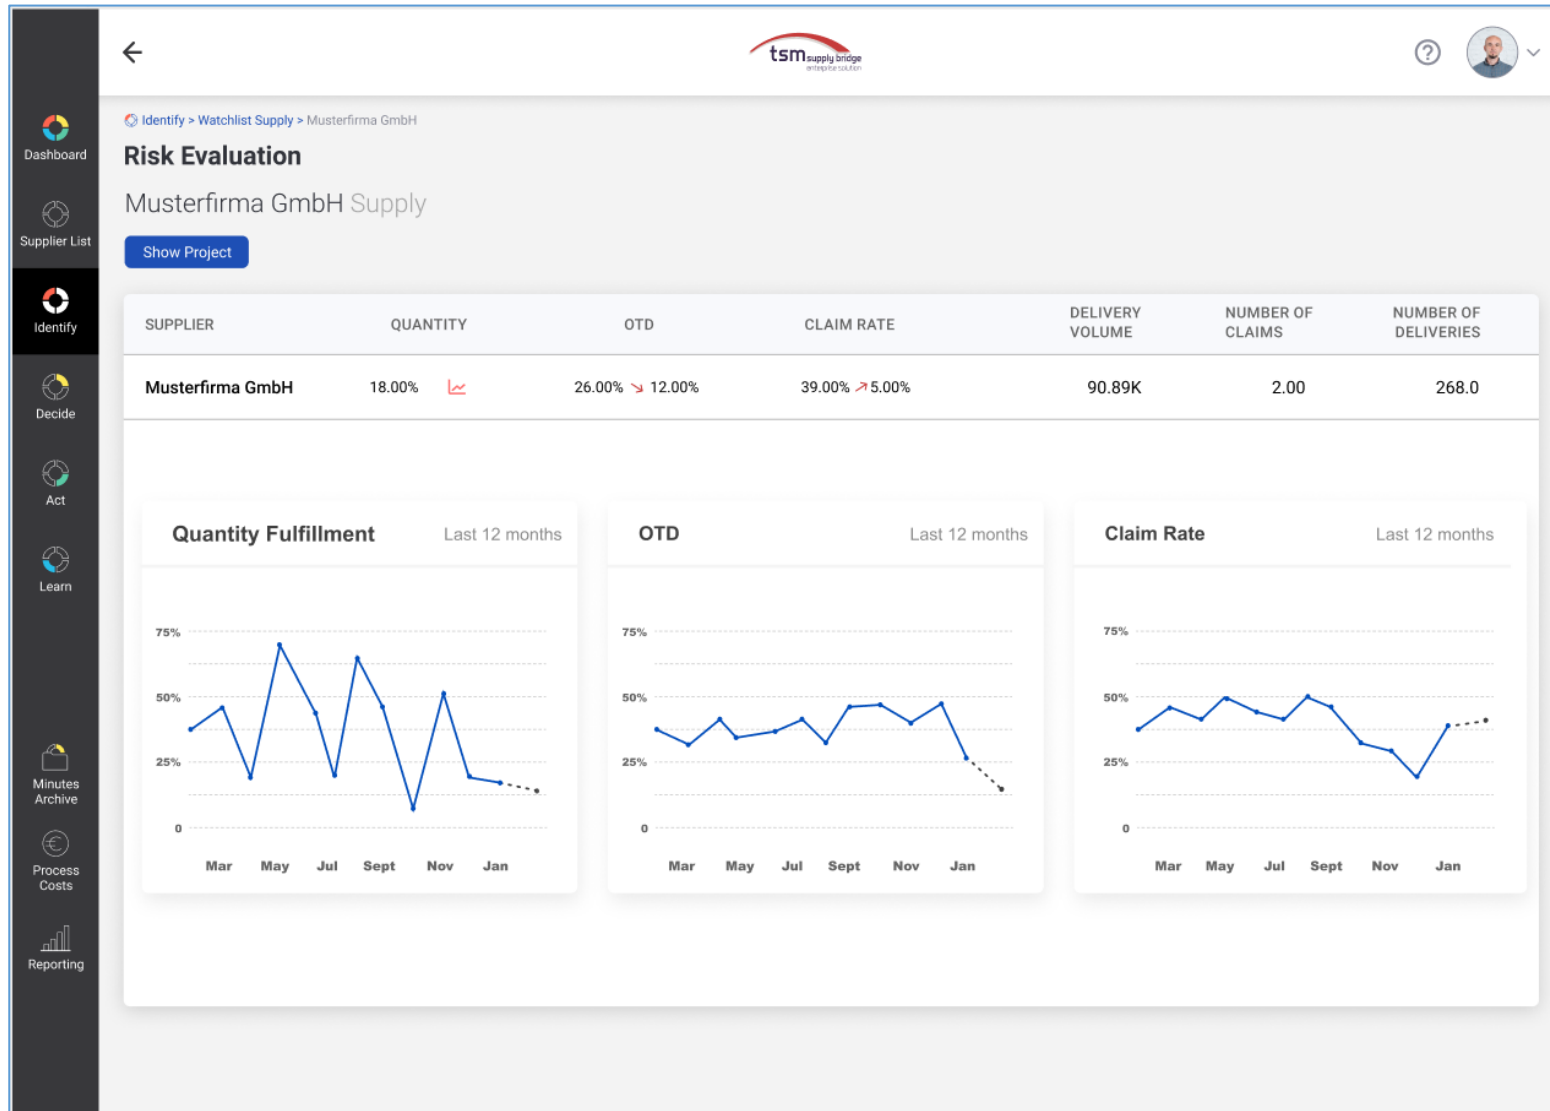 tsm supply bridge
enterprise solution
Identify > Watchlist Supply > Musterfirma GmbH
Risk Evaluation
Musterfirma GmbH Supply
Show Project
Dashboard
Supplier List
Identify
Decide
Act
Learn
Minutes
Archive
Process
Costs
Reporting
SUPPLIER QUANTITY OTD CLAIM RATE DELIVERY VOLUME NUMBER OF CLAIMS NUMBER OF DELIVERIES
Musterfirma GmbH 18.00% 26.00% 12.00% 39.00% 5.00% 90.89K 2.00 268.0
Quantity Fulfillment Last 12 months
75%
50%
25%
0
Mar May Jul Sept Nov Jan
OTD Last 12 months
75%
50%
25%
0
Mar May Jul Sept Nov Jan
Claim Rate Last 12 months
75%
50%
25%
0
Mar May Jul Sept Nov Jan